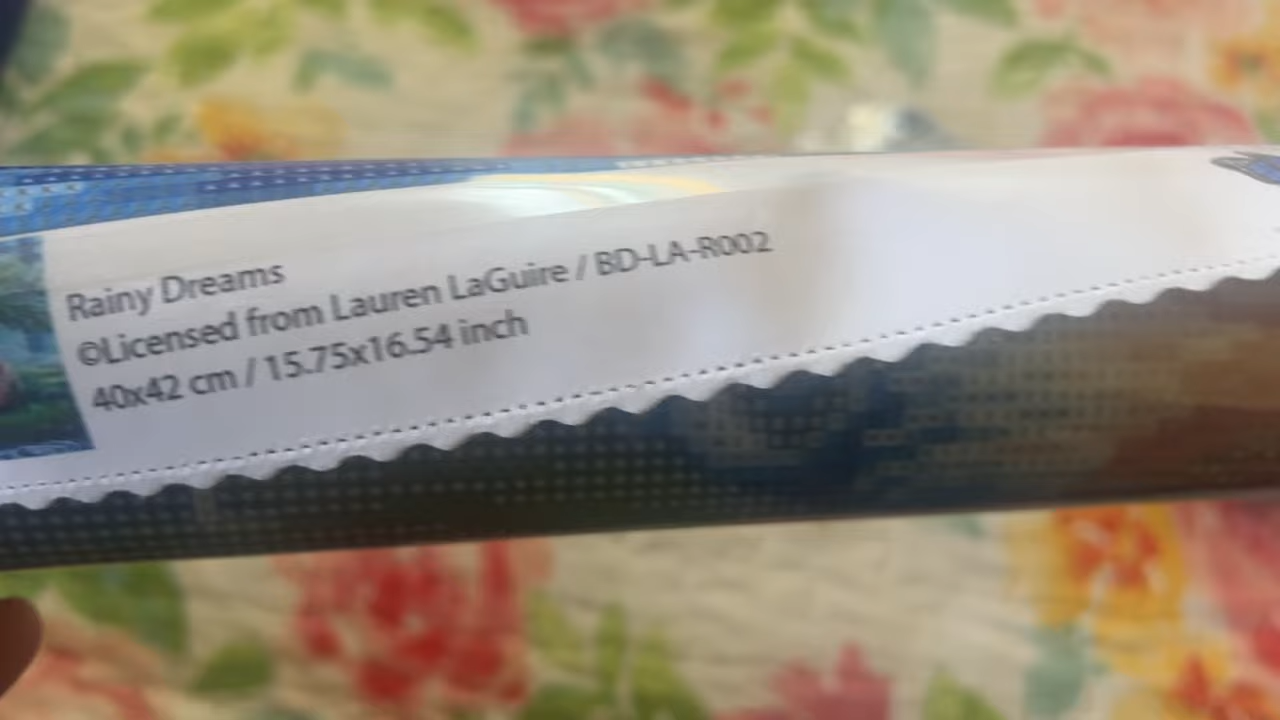 Rainy Dreams
©Licensed from Lauren LaGuire / BD-LA-R002
40x42 cm / 15.75x16.54 inch